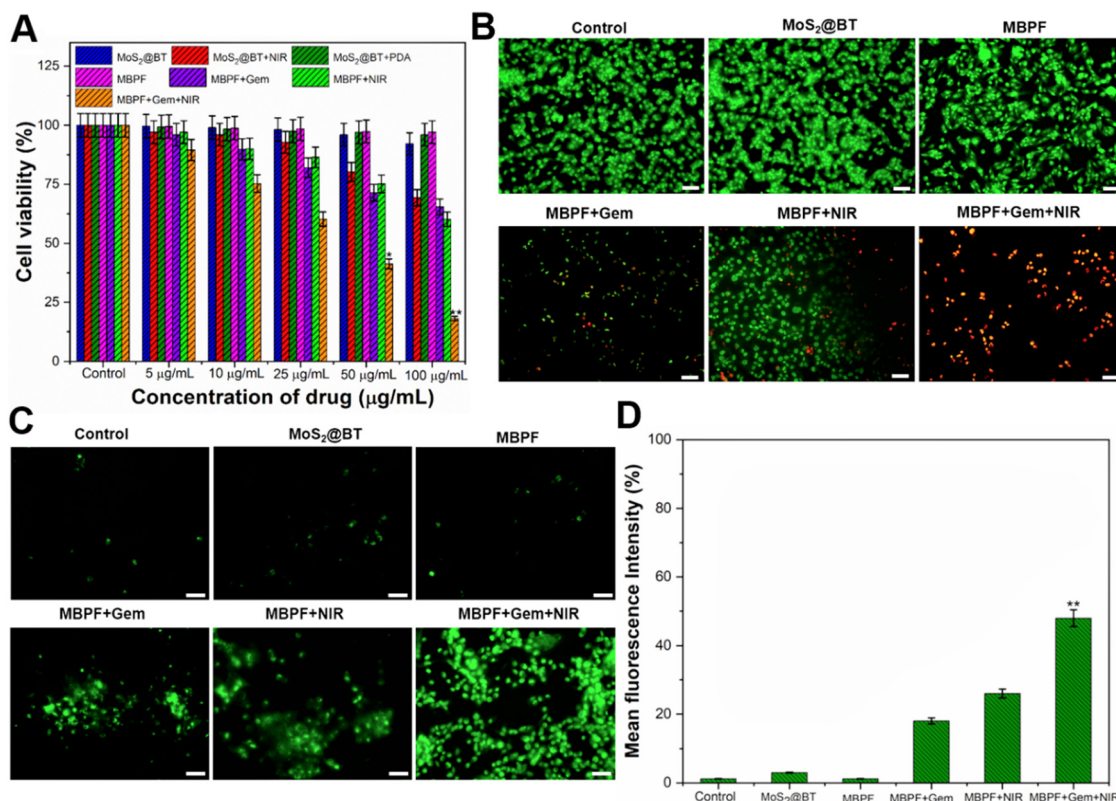 A
MoS₂@BT MoS₂@BT+NIR MoS₂@BT+PDA
MBPF MBPF+Gem MBPF+NIR
MBPF+Gem+NIR
Cell viability (%)
125
100
75
50
25
0
*
**
Control 5 μg/mL 10 μg/mL 25 μg/mL 50 μg/mL 100 μg/mL
Concentration of drug (μg/mL)
B
Control MoS₂@BT MBPF
MBPF+Gem MBPF+NIR MBPF+Gem+NIR
C
Control MoS₂@BT MBPF
MBPF+Gem MBPF+NIR MBPF+Gem+NIR
D
Mean fluorescence Intensity (%)
100
80
60
40
20
0
**
Control MoS₂@BT MBPF MBPF+Gem MBPF+NIR MBPF+Gem+NIR